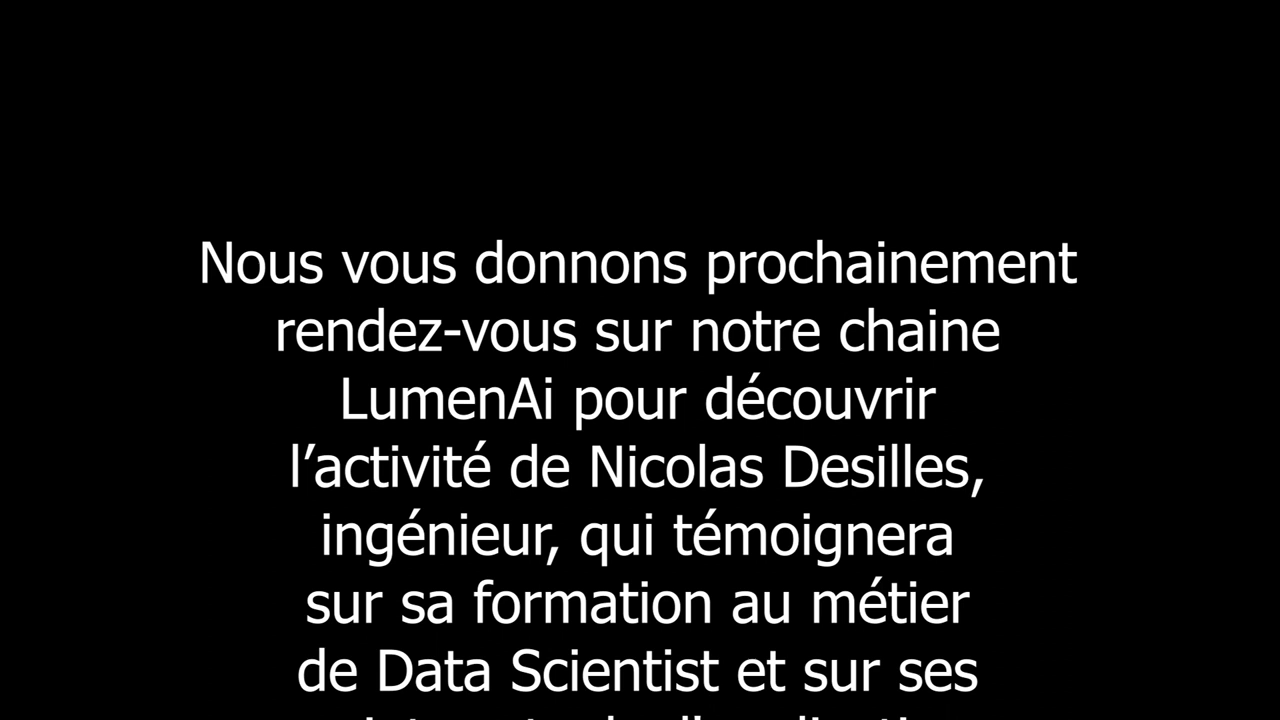 Nous vous donnons prochainement
rendez-vous sur notre chaine
LumenAi pour découvrir
l’activité de Nicolas Desilles,
ingénieur, qui témoignera
sur sa formation au métier
de Data Scientist et sur ses